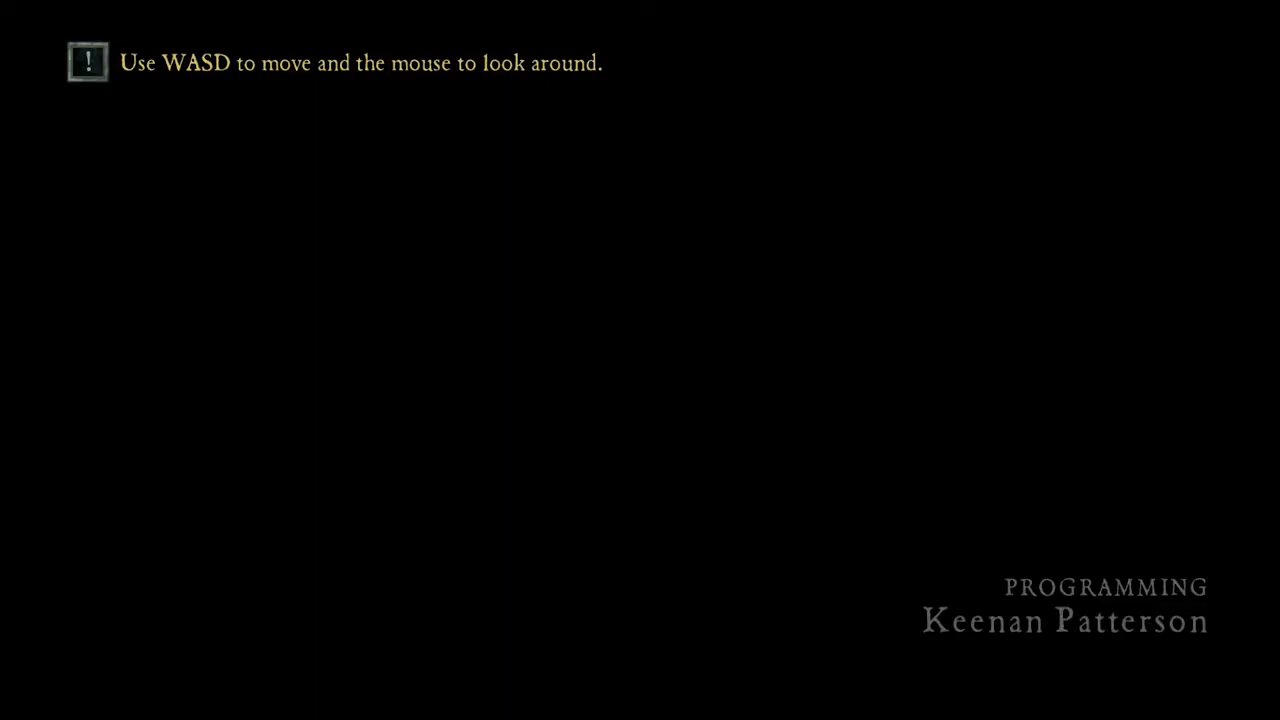 ! Use WASD to move and the mouse to look around.
PROGRAMMING
Keenan Patterson